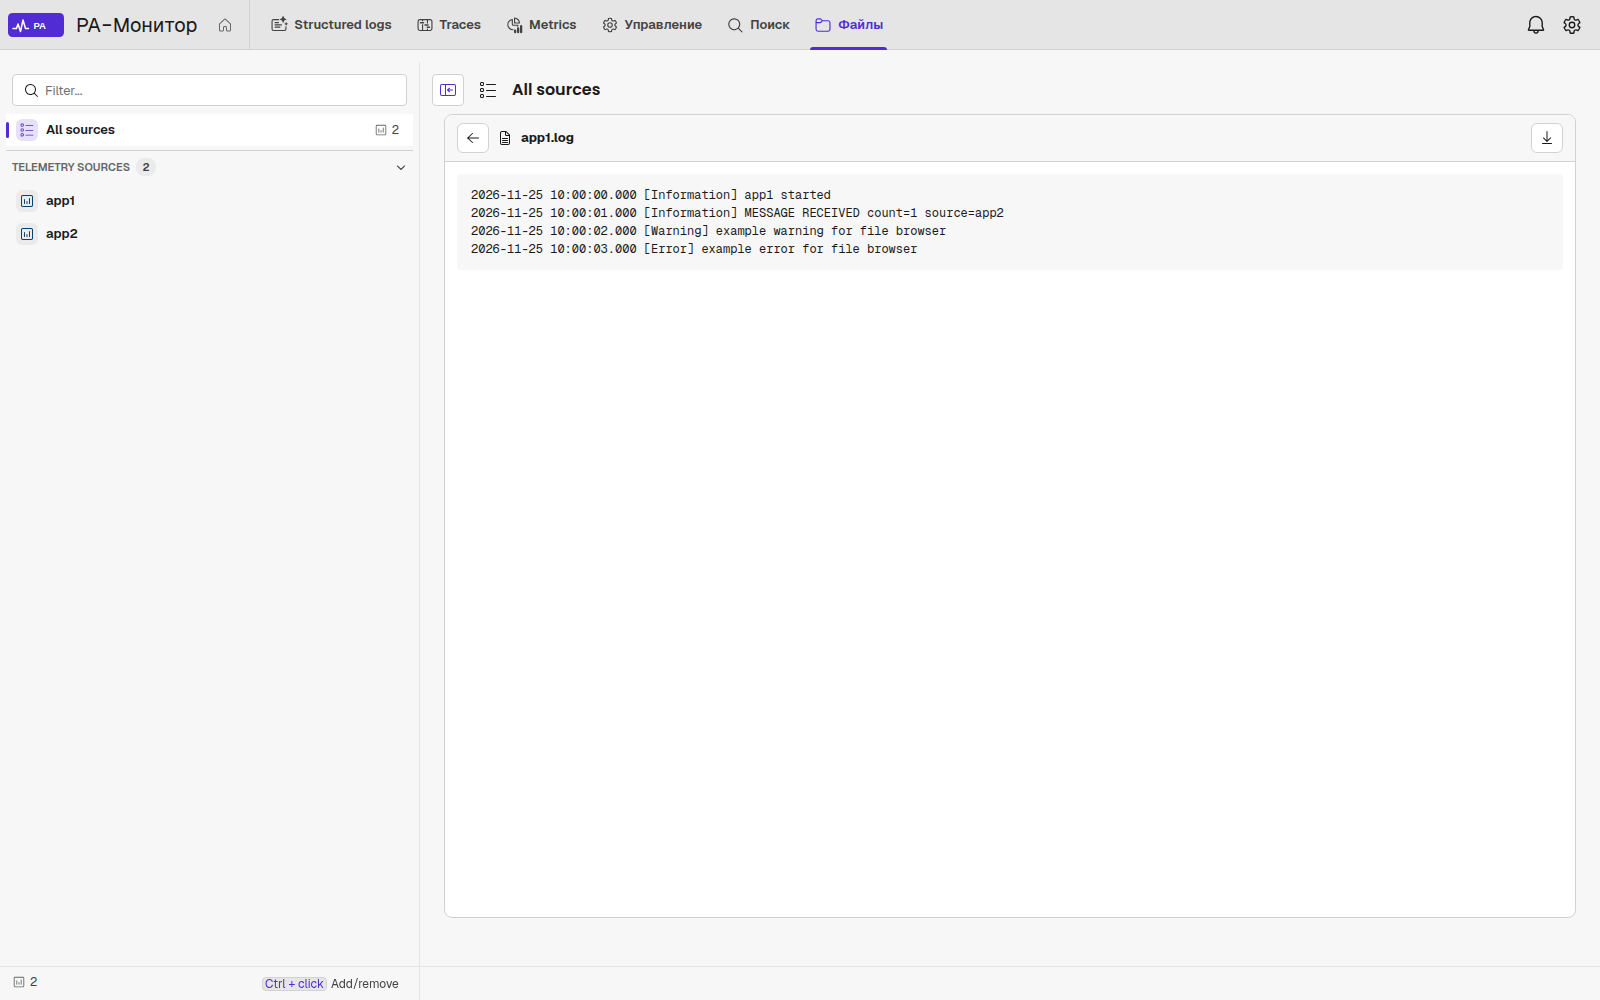 PA
РА-Монитор
Structured logs
Traces
Metrics
Управление
Поиск
Файлы
Filter...
All sources
2
TELEMETRY SOURCES 2
app1
app2
All sources
app1.log
2026-11-25 10:00:00.000 [Information] app1 started
2026-11-25 10:00:01.000 [Information] MESSAGE RECEIVED count=1 source=app2
2026-11-25 10:00:02.000 [Warning] example warning for file browser
2026-11-25 10:00:03.000 [Error] example error for file browser
2
Ctrl + click Add/remove